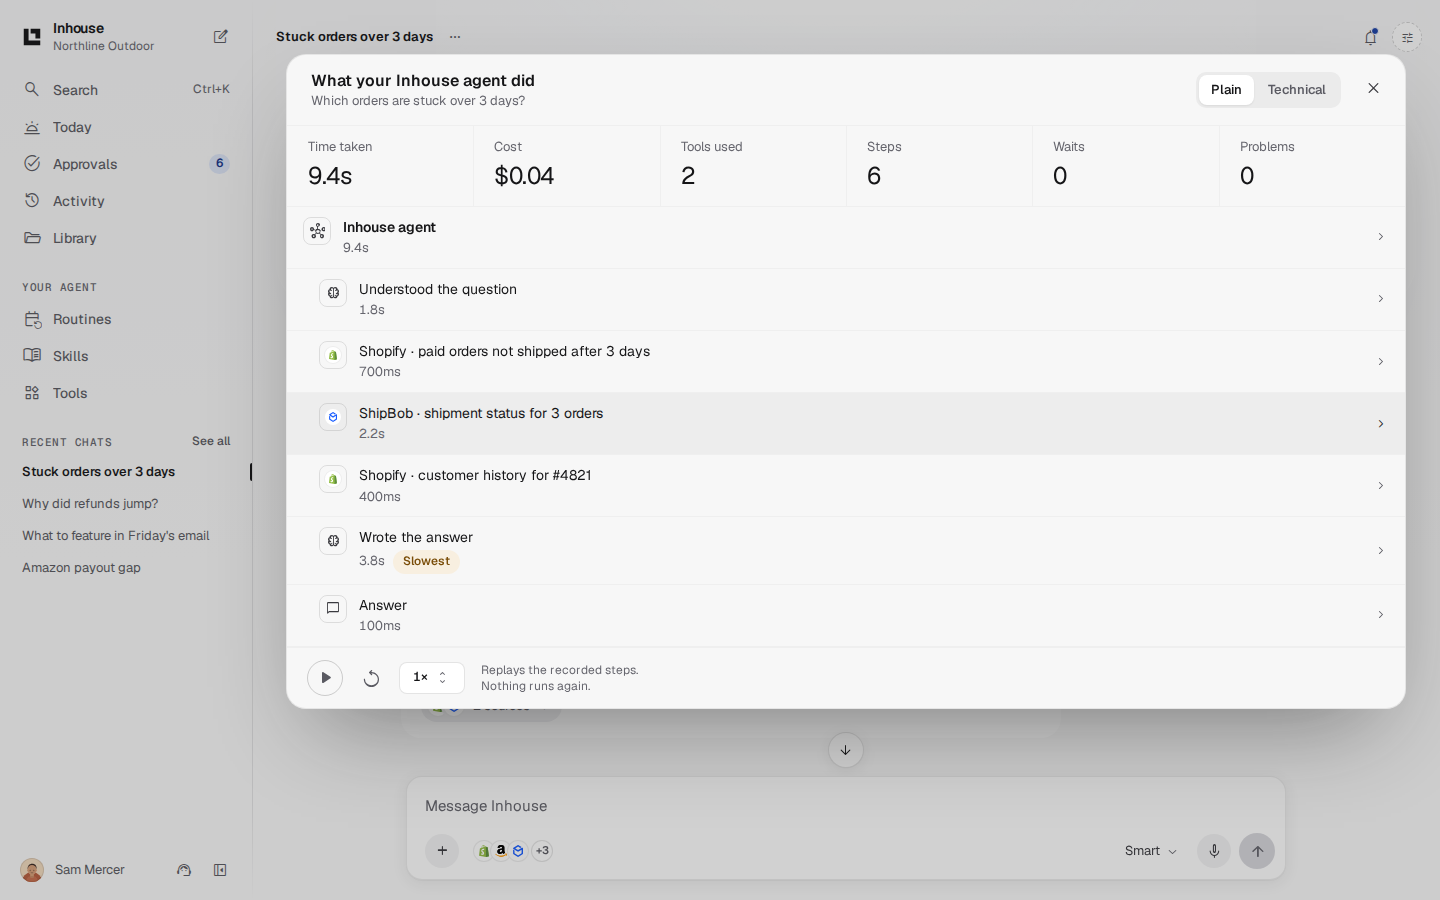 Inhouse
Northline Outdoor
Search Ctrl+K
Today
Approvals 6
Activity
Library
YOUR AGENT
Routines
Skills
Tools
RECENT CHATS See all
Stuck orders over 3 days
Why did refunds jump?
What to feature in Friday's email
Amazon payout gap
Sam Mercer
Stuck orders over 3 days
What your Inhouse agent did
Which orders are stuck over 3 days?
Plain Technical
Time taken Cost Tools used Steps Waits Problems
9.4s $0.04 2 6 0 0
Inhouse agent
9.4s
Understood the question
1.8s
Shopify · paid orders not shipped after 3 days
700ms
ShipBob · shipment status for 3 orders
2.2s
Shopify · customer history for #4821
400ms
Wrote the answer
3.8s Slowest
Answer
100ms
1×
Replays the recorded steps.
Nothing runs again.
Message Inhouse
+3
Smart